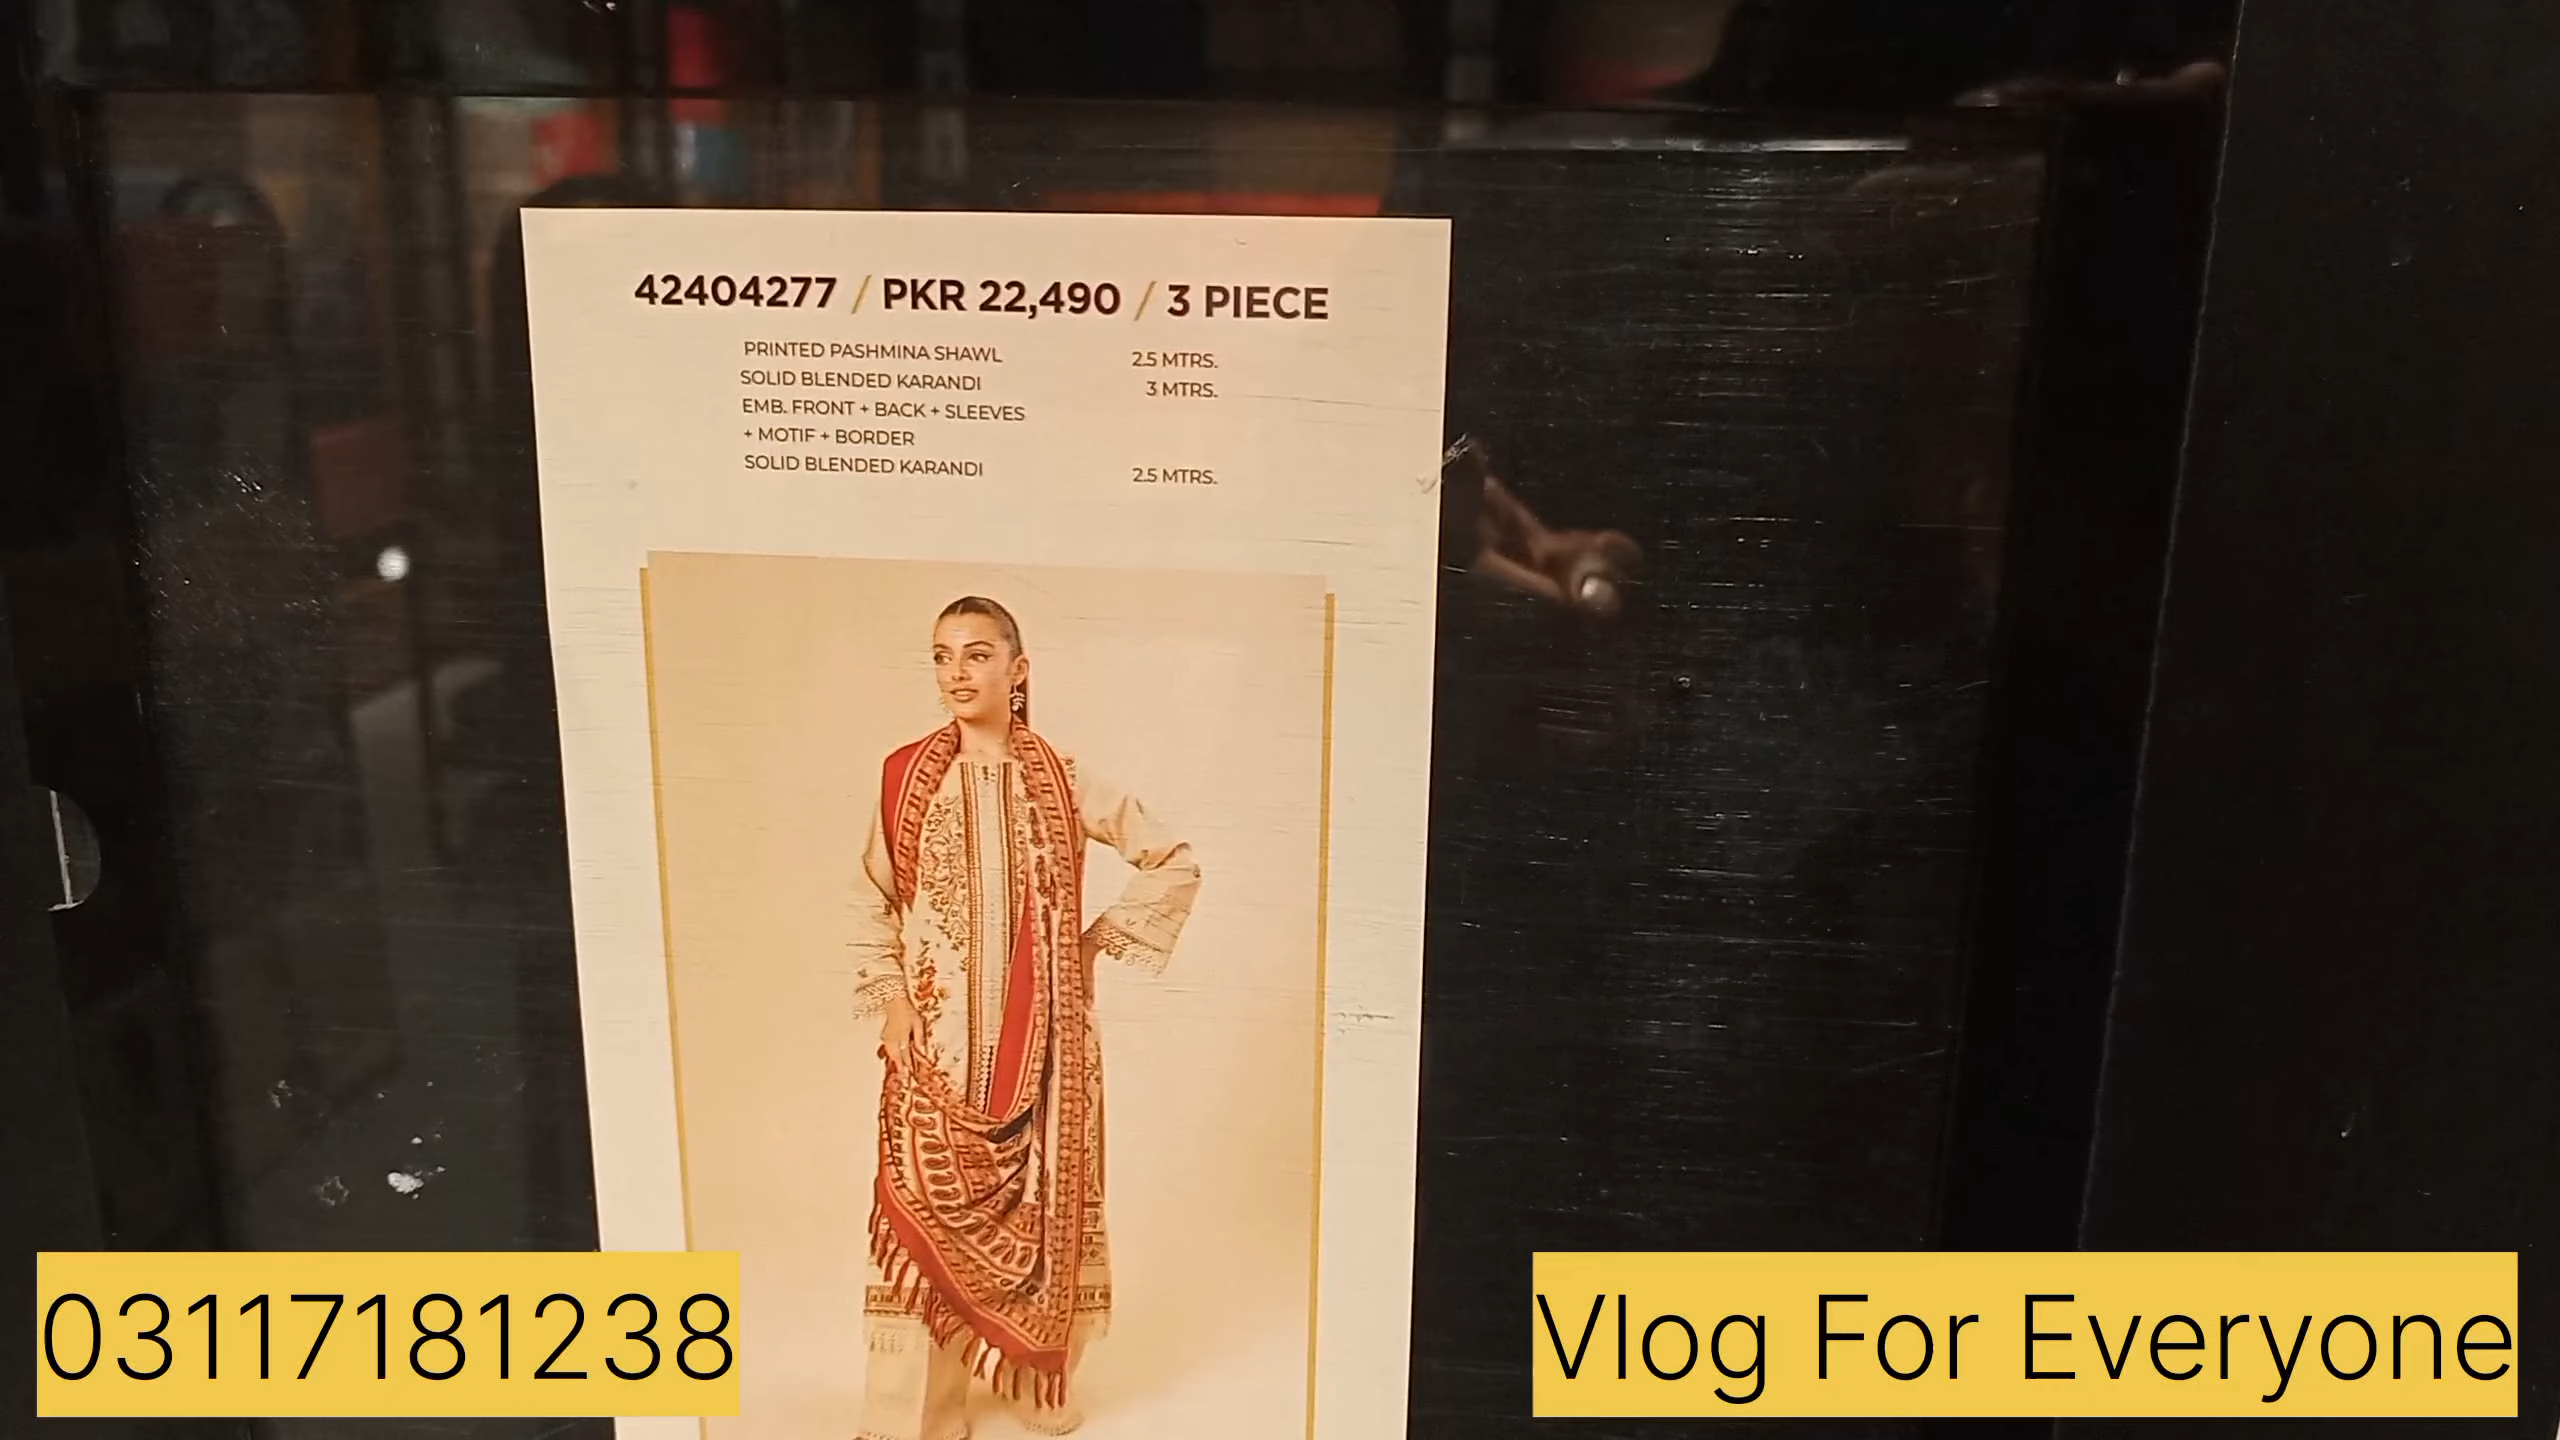 42404277 / PKR 22,490 / 3 PIECE
PRINTED PASHMINA SHAWL 2.5 MTRS.
SOLID BLENDED KARANDI 3 MTRS.
EMB. FRONT + BACK + SLEEVES
+ MOTIF + BORDER
SOLID BLENDED KARANDI 2.5 MTRS.
03117181238
Vlog For Everyone